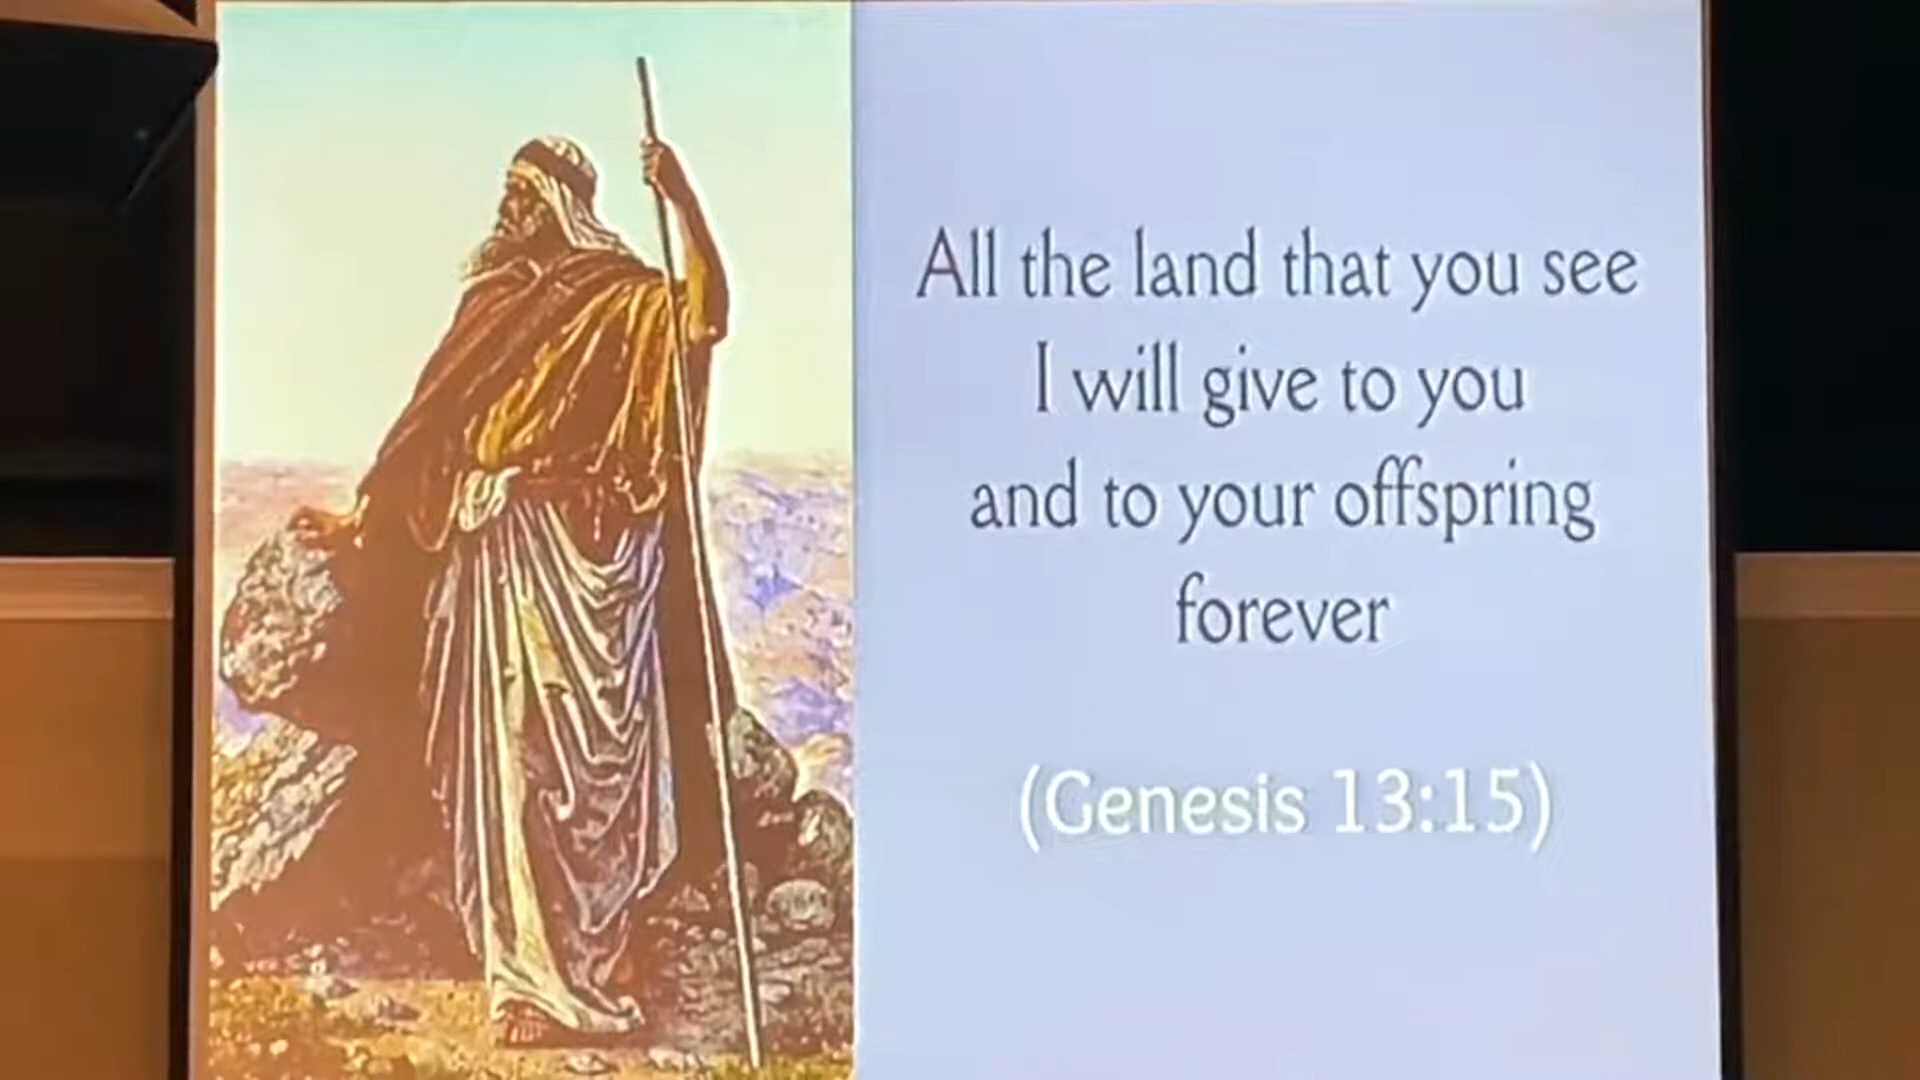 All the land that you see
I will give to you
and to your offspring
forever
(Genesis 13:15)